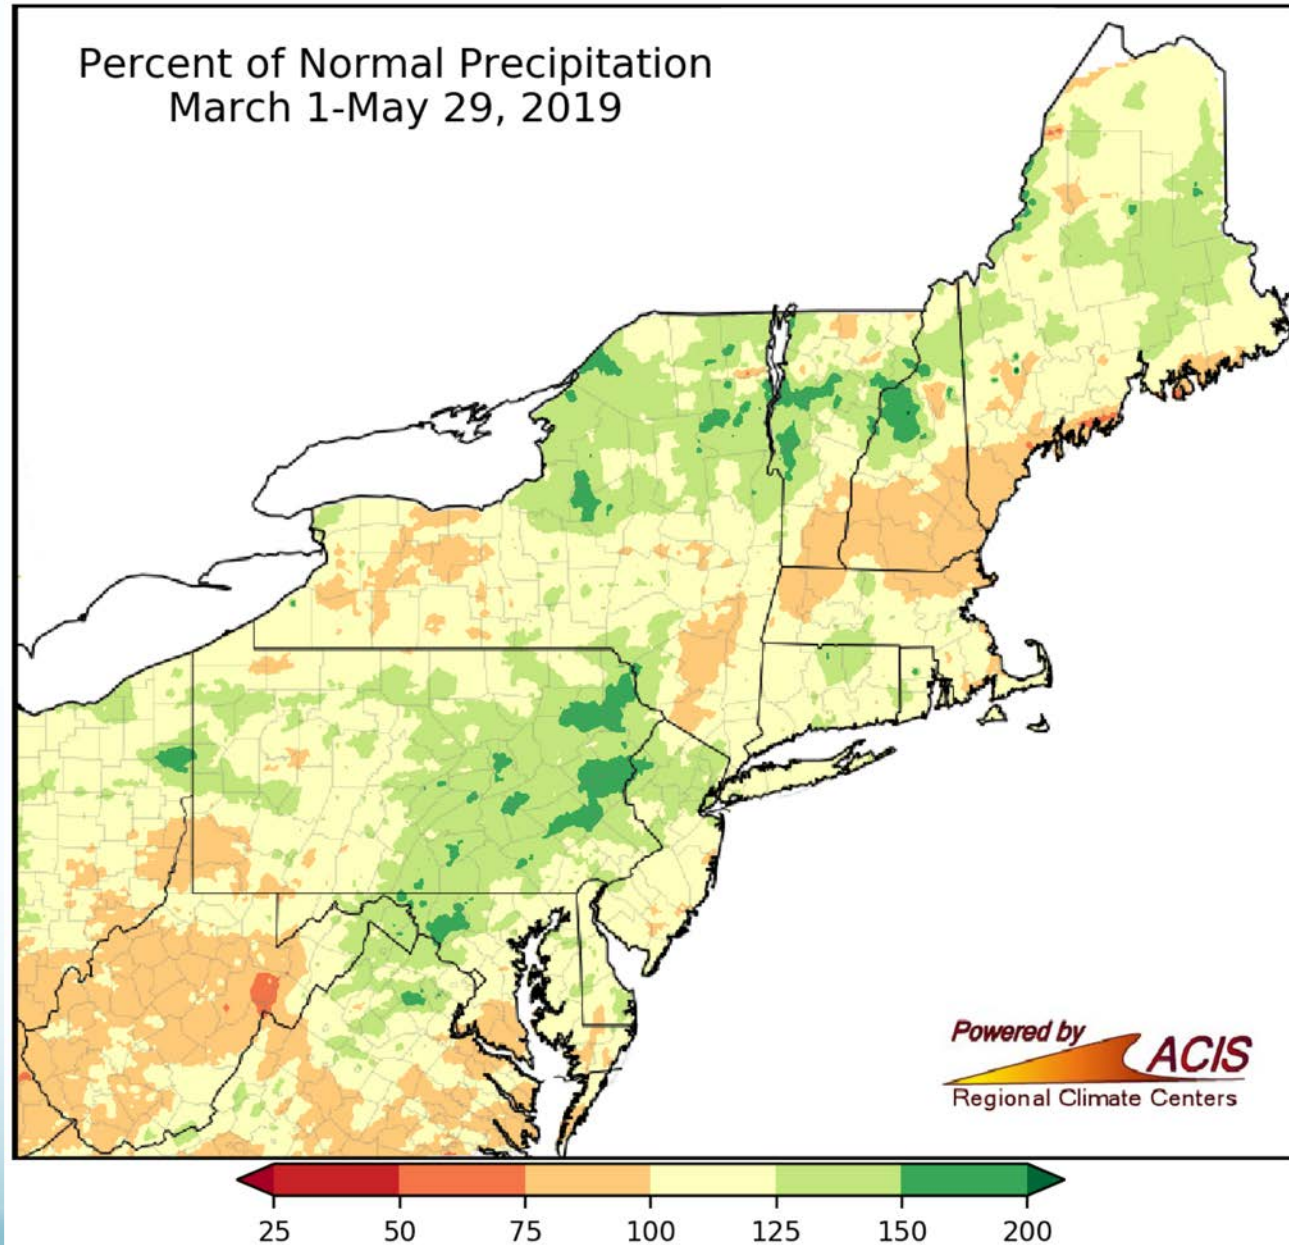 Percent of Normal Precipitation
March 1-May 29, 2019
Powered by
ACIS
Regional Climate Centers
25 50 75 100 125 150 200